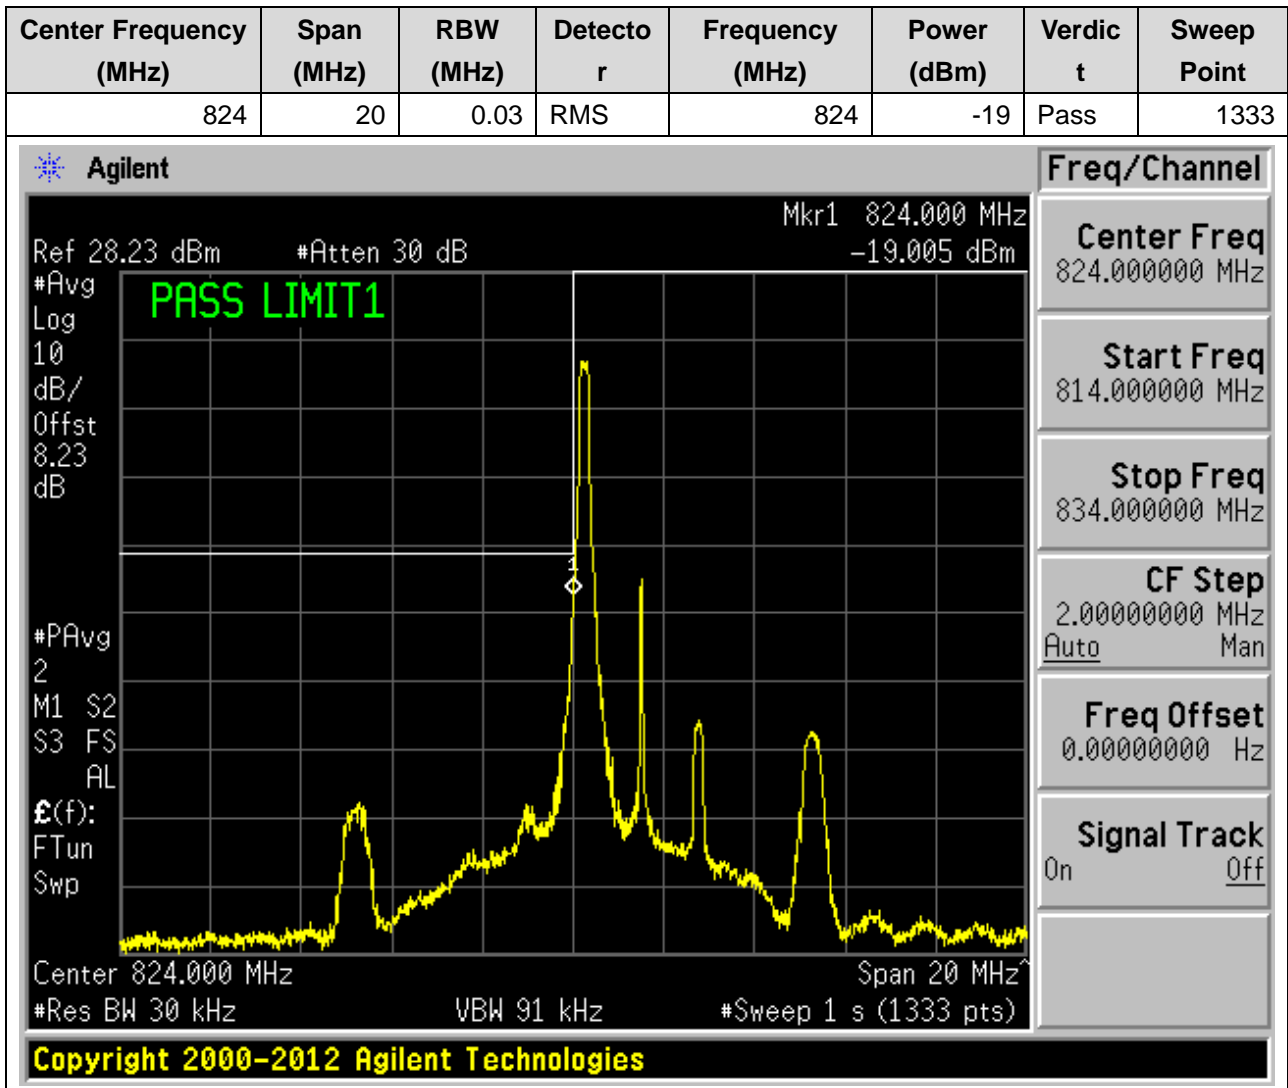 Center Frequency (MHz) Span (MHz) RBW (MHz) Detector Frequency (MHz) Power (dBm) Verdict Sweep Point
824 20 0.03 RMS 824 -19 Pass 1333
Agilent
Freq/Channel
Mkr1 824.000 MHz
Ref 28.23 dBm #Atten 30 dB -19.005 dBm
#Avg
Log
10
dB/
Offst
8.23
dB
PASS LIMIT1
1
#PAvg
2
M1 S2
S3 FS
AL
£(f):
FTun
Swp
Center 824.000 MHz Span 20 MHz^
#Res BW 30 kHz VBW 91 kHz #Sweep 1 s (1333 pts)
Center Freq
824.000000 MHz
Start Freq
814.000000 MHz
Stop Freq
834.000000 MHz
CF Step
2.00000000 MHz
Auto Man
Freq Offset
0.00000000 Hz
Signal Track
On Off
Copyright 2000-2012 Agilent Technologies